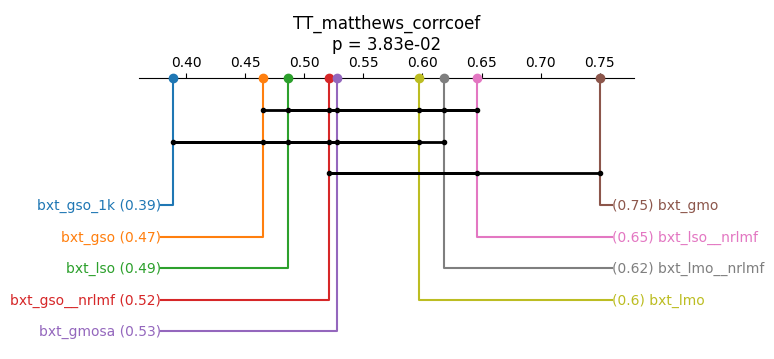 TT_matthews_corrcoef
p = 3.83e-02
0.40 0.45 0.50 0.55 0.60 0.65 0.70 0.75
bxt_gso_1k (0.39)
(0.75) bxt_gmo
bxt_gso (0.47)
(0.65) bxt_lso__nrlmf
bxt_lso (0.49)
(0.62) bxt_lmo__nrlmf
bxt_gso__nrlmf (0.52)
(0.6) bxt_lmo
bxt_gmosa (0.53)